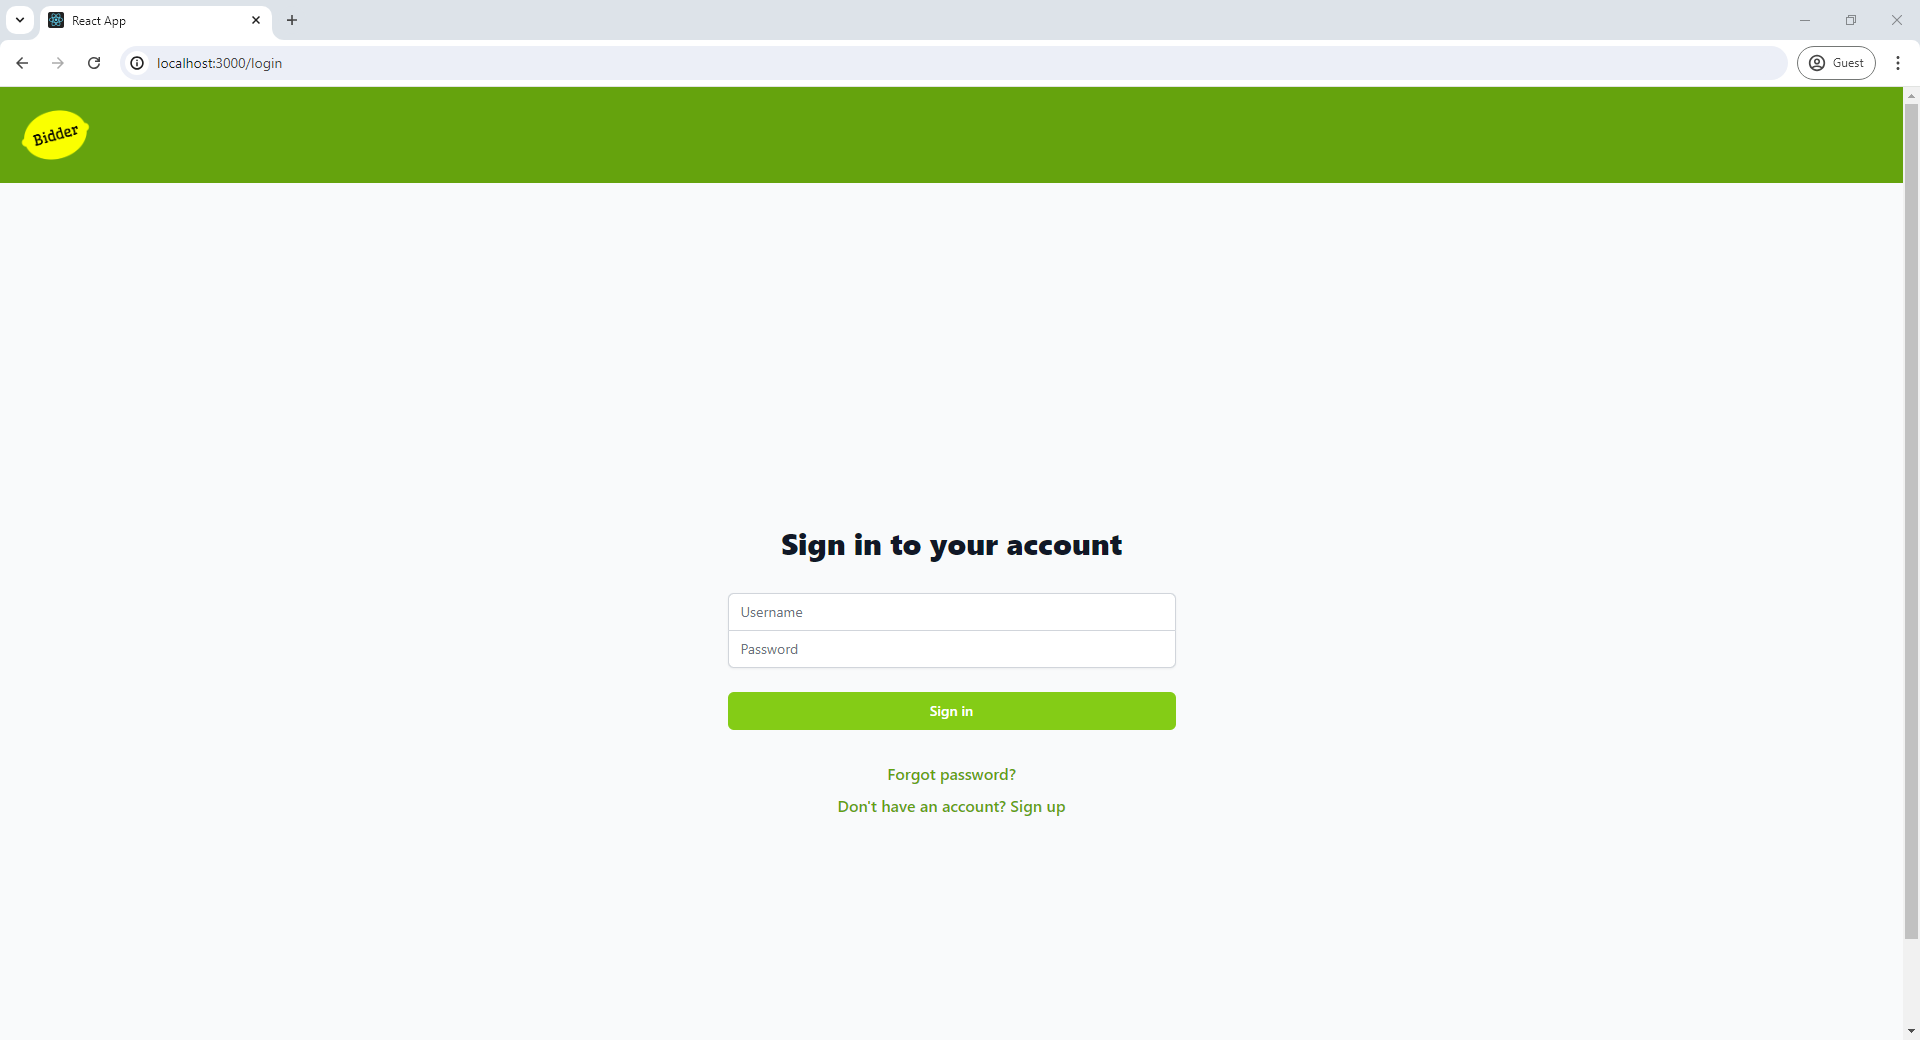 React App
localhost:3000/login
Guest
Bidder
Sign in to your account
Username
Password
Sign in
Forgot password?
Don't have an account? Sign up